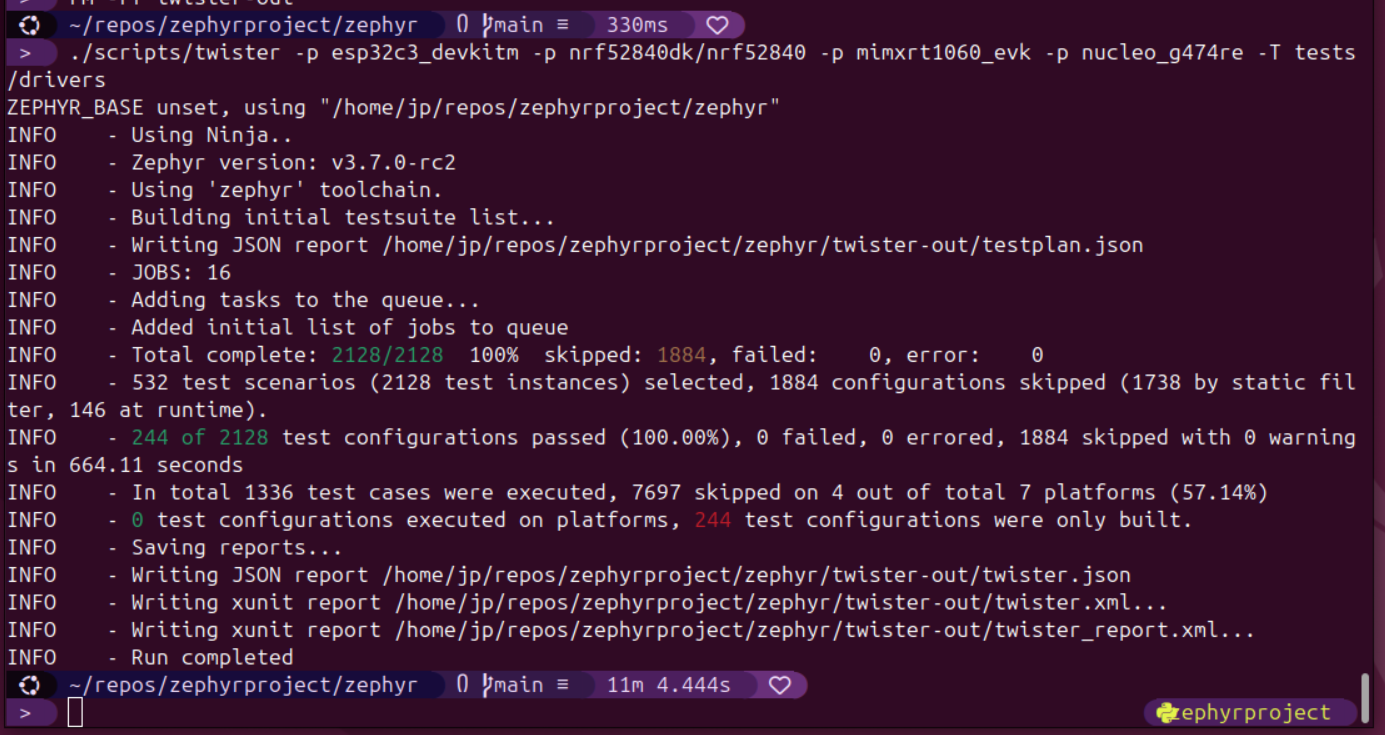 > rm -rf twister-out
~/repos/zephyrproject/zephyr main ≡ 330ms
> ./scripts/twister -p esp32c3_devkitm -p nrf52840dk/nrf52840 -p mimxrt1060_evk -p nucleo_g474re -T tests
/drivers
ZEPHYR_BASE unset, using "/home/jp/repos/zephyrproject/zephyr"
INFO    - Using Ninja..
INFO    - Zephyr version: v3.7.0-rc2
INFO    - Using 'zephyr' toolchain.
INFO    - Building initial testsuite list...
INFO    - Writing JSON report /home/jp/repos/zephyrproject/zephyr/twister-out/testplan.json
INFO    - JOBS: 16
INFO    - Adding tasks to the queue...
INFO    - Added initial list of jobs to queue
INFO    - Total complete: 2128/2128  100%  skipped: 1884, failed:    0, error:    0
INFO    - 532 test scenarios (2128 test instances) selected, 1884 configurations skipped (1738 by static fil
ter, 146 at runtime).
INFO    - 244 of 2128 test configurations passed (100.00%), 0 failed, 0 errored, 1884 skipped with 0 warning
s in 664.11 seconds
INFO    - In total 1336 test cases were executed, 7697 skipped on 4 out of total 7 platforms (57.14%)
INFO    - 0 test configurations executed on platforms, 244 test configurations were only built.
INFO    - Saving reports...
INFO    - Writing JSON report /home/jp/repos/zephyrproject/zephyr/twister-out/twister.json
INFO    - Writing xunit report /home/jp/repos/zephyrproject/zephyr/twister-out/twister.xml...
INFO    - Writing xunit report /home/jp/repos/zephyrproject/zephyr/twister-out/twister_report.xml...
INFO    - Run completed
~/repos/zephyrproject/zephyr main ≡ 11m 4.444s
>
zephyrproject